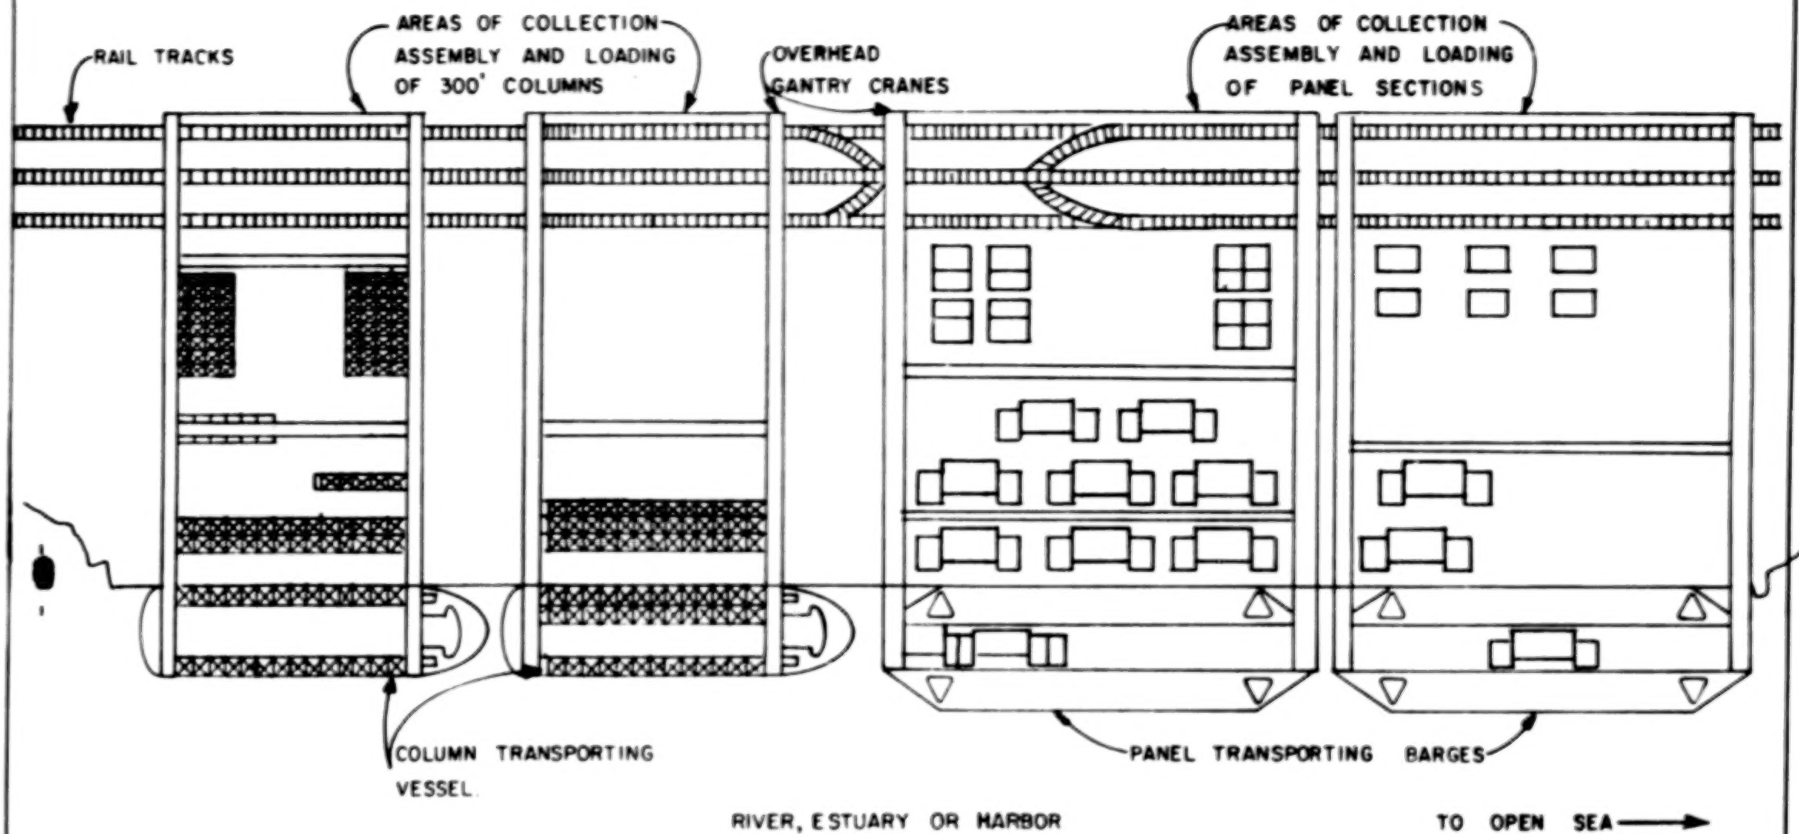 RAIL TRACKS
AREAS OF COLLECTION
ASSEMBLY AND LOADING
OF 300' COLUMNS
OVERHEAD
GANTRY CRANES
AREAS OF COLLECTION
ASSEMBLY AND LOADING
OF PANEL SECTIONS
COLUMN TRANSPORTING
VESSEL.
PANEL TRANSPORTING BARGES
RIVER, ESTUARY OR HARBOR
TO OPEN SEA